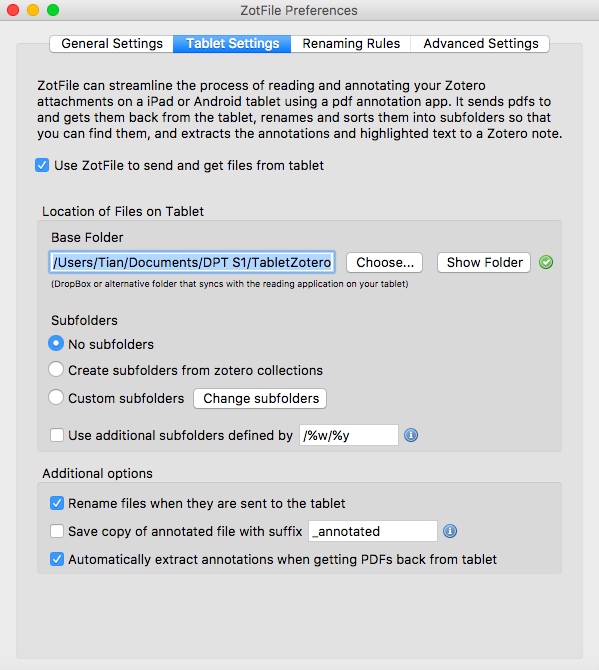 ZotFile Preferences
General Settings Tablet Settings Renaming Rules Advanced Settings
ZotFile can streamline the process of reading and annotating your Zotero
attachments on a iPad or Android tablet using a pdf annotation app. It sends pdfs to
and gets them back from the tablet, renames and sorts them into subfolders so that
you can find them, and extracts the annotations and highlighted text to a Zotero note.
Use ZotFile to send and get files from tablet
Location of Files on Tablet
Base Folder
/Users/Tian/Documents/DPT S1/TabletZotero Choose... Show Folder
(DropBox or alternative folder that syncs with the reading application on your tablet)
Subfolders
No subfolders
Create subfolders from zotero collections
Custom subfolders Change subfolders
Use additional subfolders defined by /%w/%y
Additional options
Rename files when they are sent to the tablet
Save copy of annotated file with suffix _annotated
Automatically extract annotations when getting PDFs back from tablet